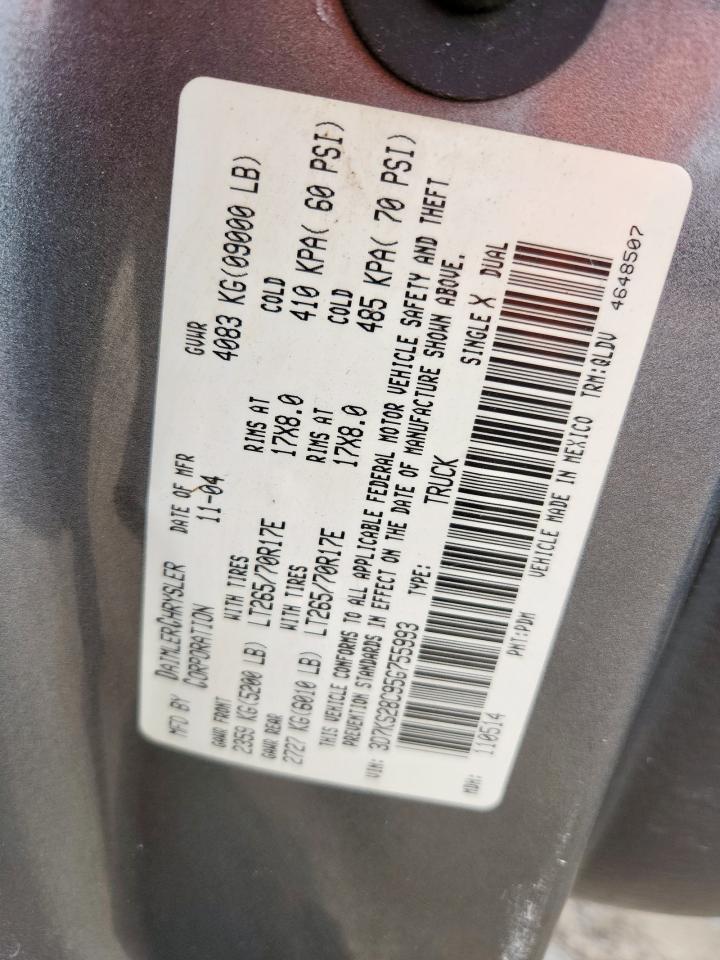 MFD BY DAIMLERCHRYSLER CORPORATION DATE OF MFR 11-04 GVWR 4083 KG(09000 LB)
GAWR FRONT WITH TIRES RIMS AT COLD
2359 KG(5200 LB) LT265/70R17E 17X8.0 410 KPA( 60 PSI)
GAWR REAR WITH TIRES RIMS AT COLD
2727 KG(6010 LB) LT265/70R17E 17X8.0 485 KPA( 70 PSI)
THIS VEHICLE CONFORMS TO ALL APPLICABLE FEDERAL MOTOR VEHICLE SAFETY AND THEFT
PREVENTION STANDARDS IN EFFECT ON THE DATE OF MANUFACTURE SHOWN ABOVE.
VIN: 3D7KS28C95G755993 TYPE: TRUCK SINGLE X DUAL
MDH: 110514 PNT:PDM VEHICLE MADE IN MEXICO TRM:QLDV 4648507